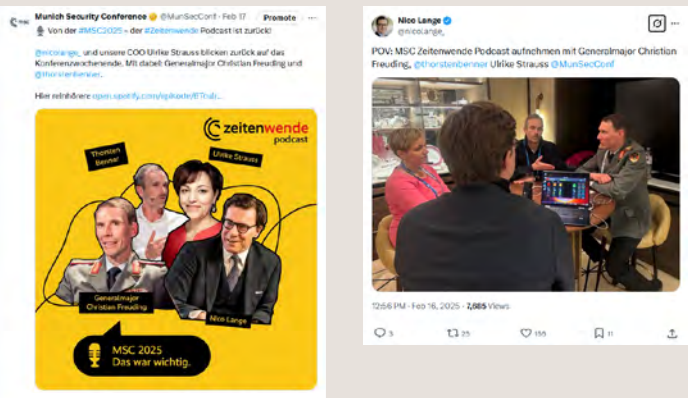 Munich Security Conference @MunSecConf · Feb 17 Promote ...
Von der #MSC2025 - der #Zeitenwende Podcast ist zurück!
@nicolange_ und unsere COO Ulrike Strauss blicken zurück auf das
Konferenzwochenende. Mit dabei: Generalmajor Christian Freuding und
@thorstenbenner.
Hier reinhören:
zeitenwende
podcast
Thorsten
Benner
Ulrike Strauss
Generalmajor
Christian Freuding
Nico Lange
MSC 2025
Das war wichtig.
Nico Lange
@nicolange_
POV: MSC Zeitenwende Podcast aufnehmen mit Generalmajor Christian
Freuding, @thorstenbenner Ulrike Strauss @MunSecConf
12:56 PM · Feb 16, 2025 · 7,685 Views
3 25 155 11